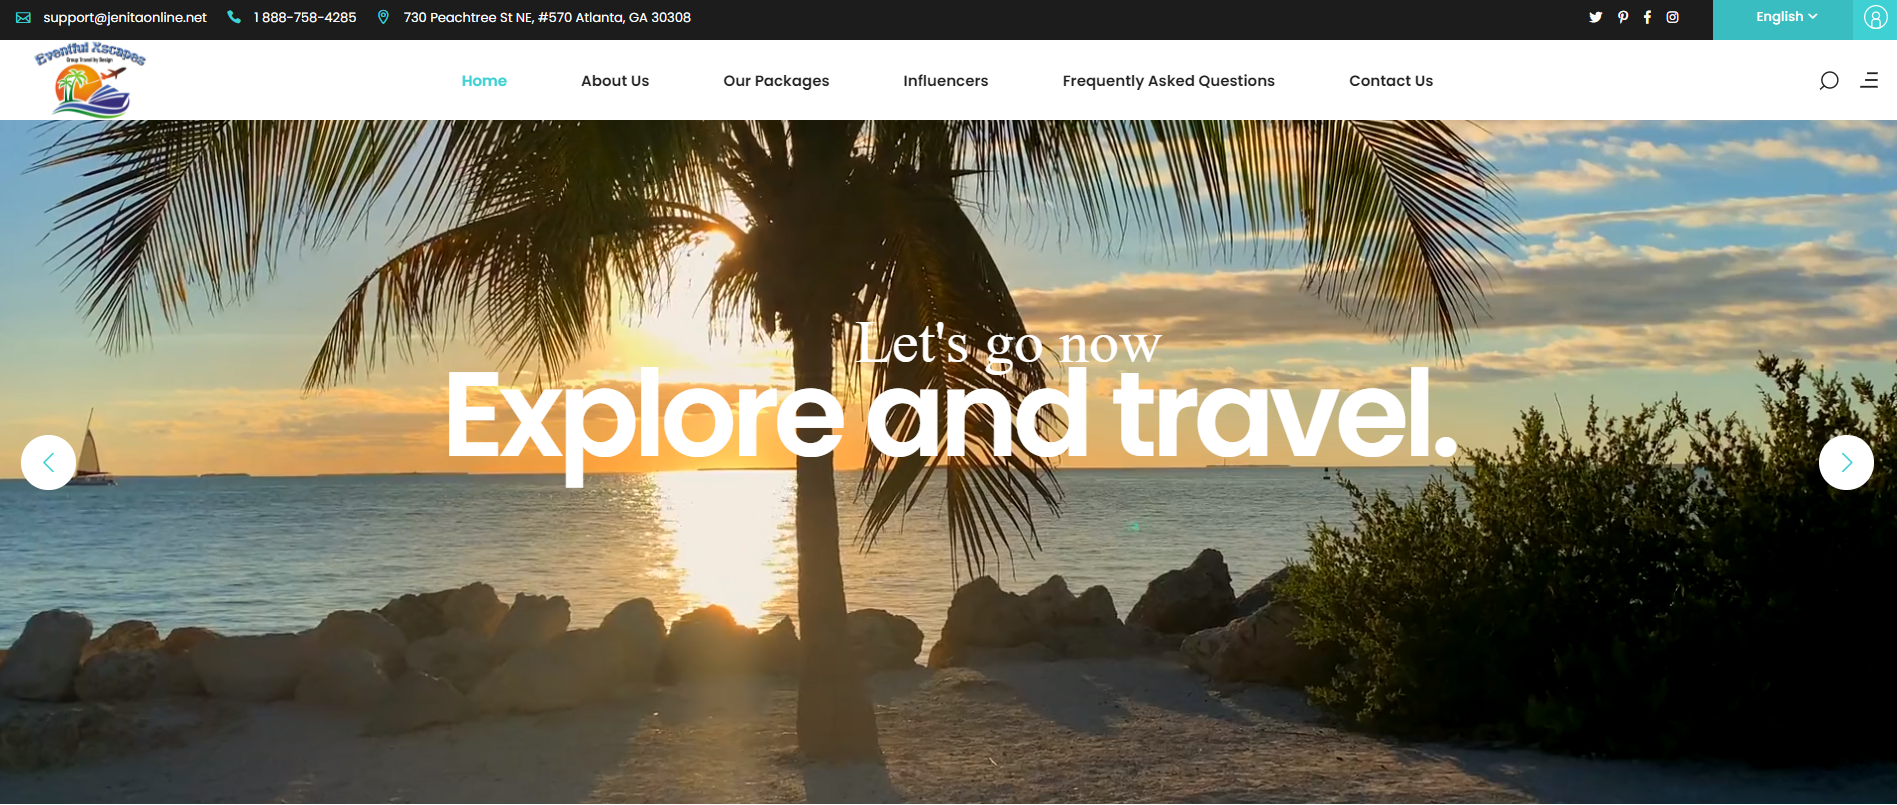 support@jenitaonline.net 1 888-758-4285 730 Peachtree St NE, #570 Atlanta, GA 30308 English
Eventful Xscapes
Group Travel by Design
Home About Us Our Packages Influencers Frequently Asked Questions Contact Us
Let's go now
Explore and travel.